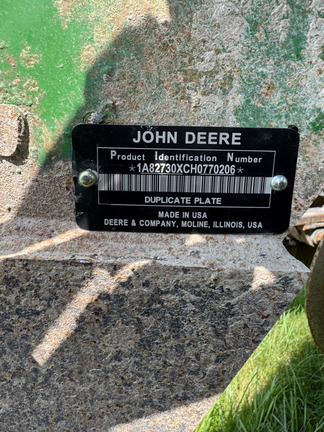 JOHN DEERE
Product Identification Number
*1A82730XCH0770206*
DUPLICATE PLATE
MADE IN USA
DEERE & COMPANY, MOLINE, ILLINOIS, USA